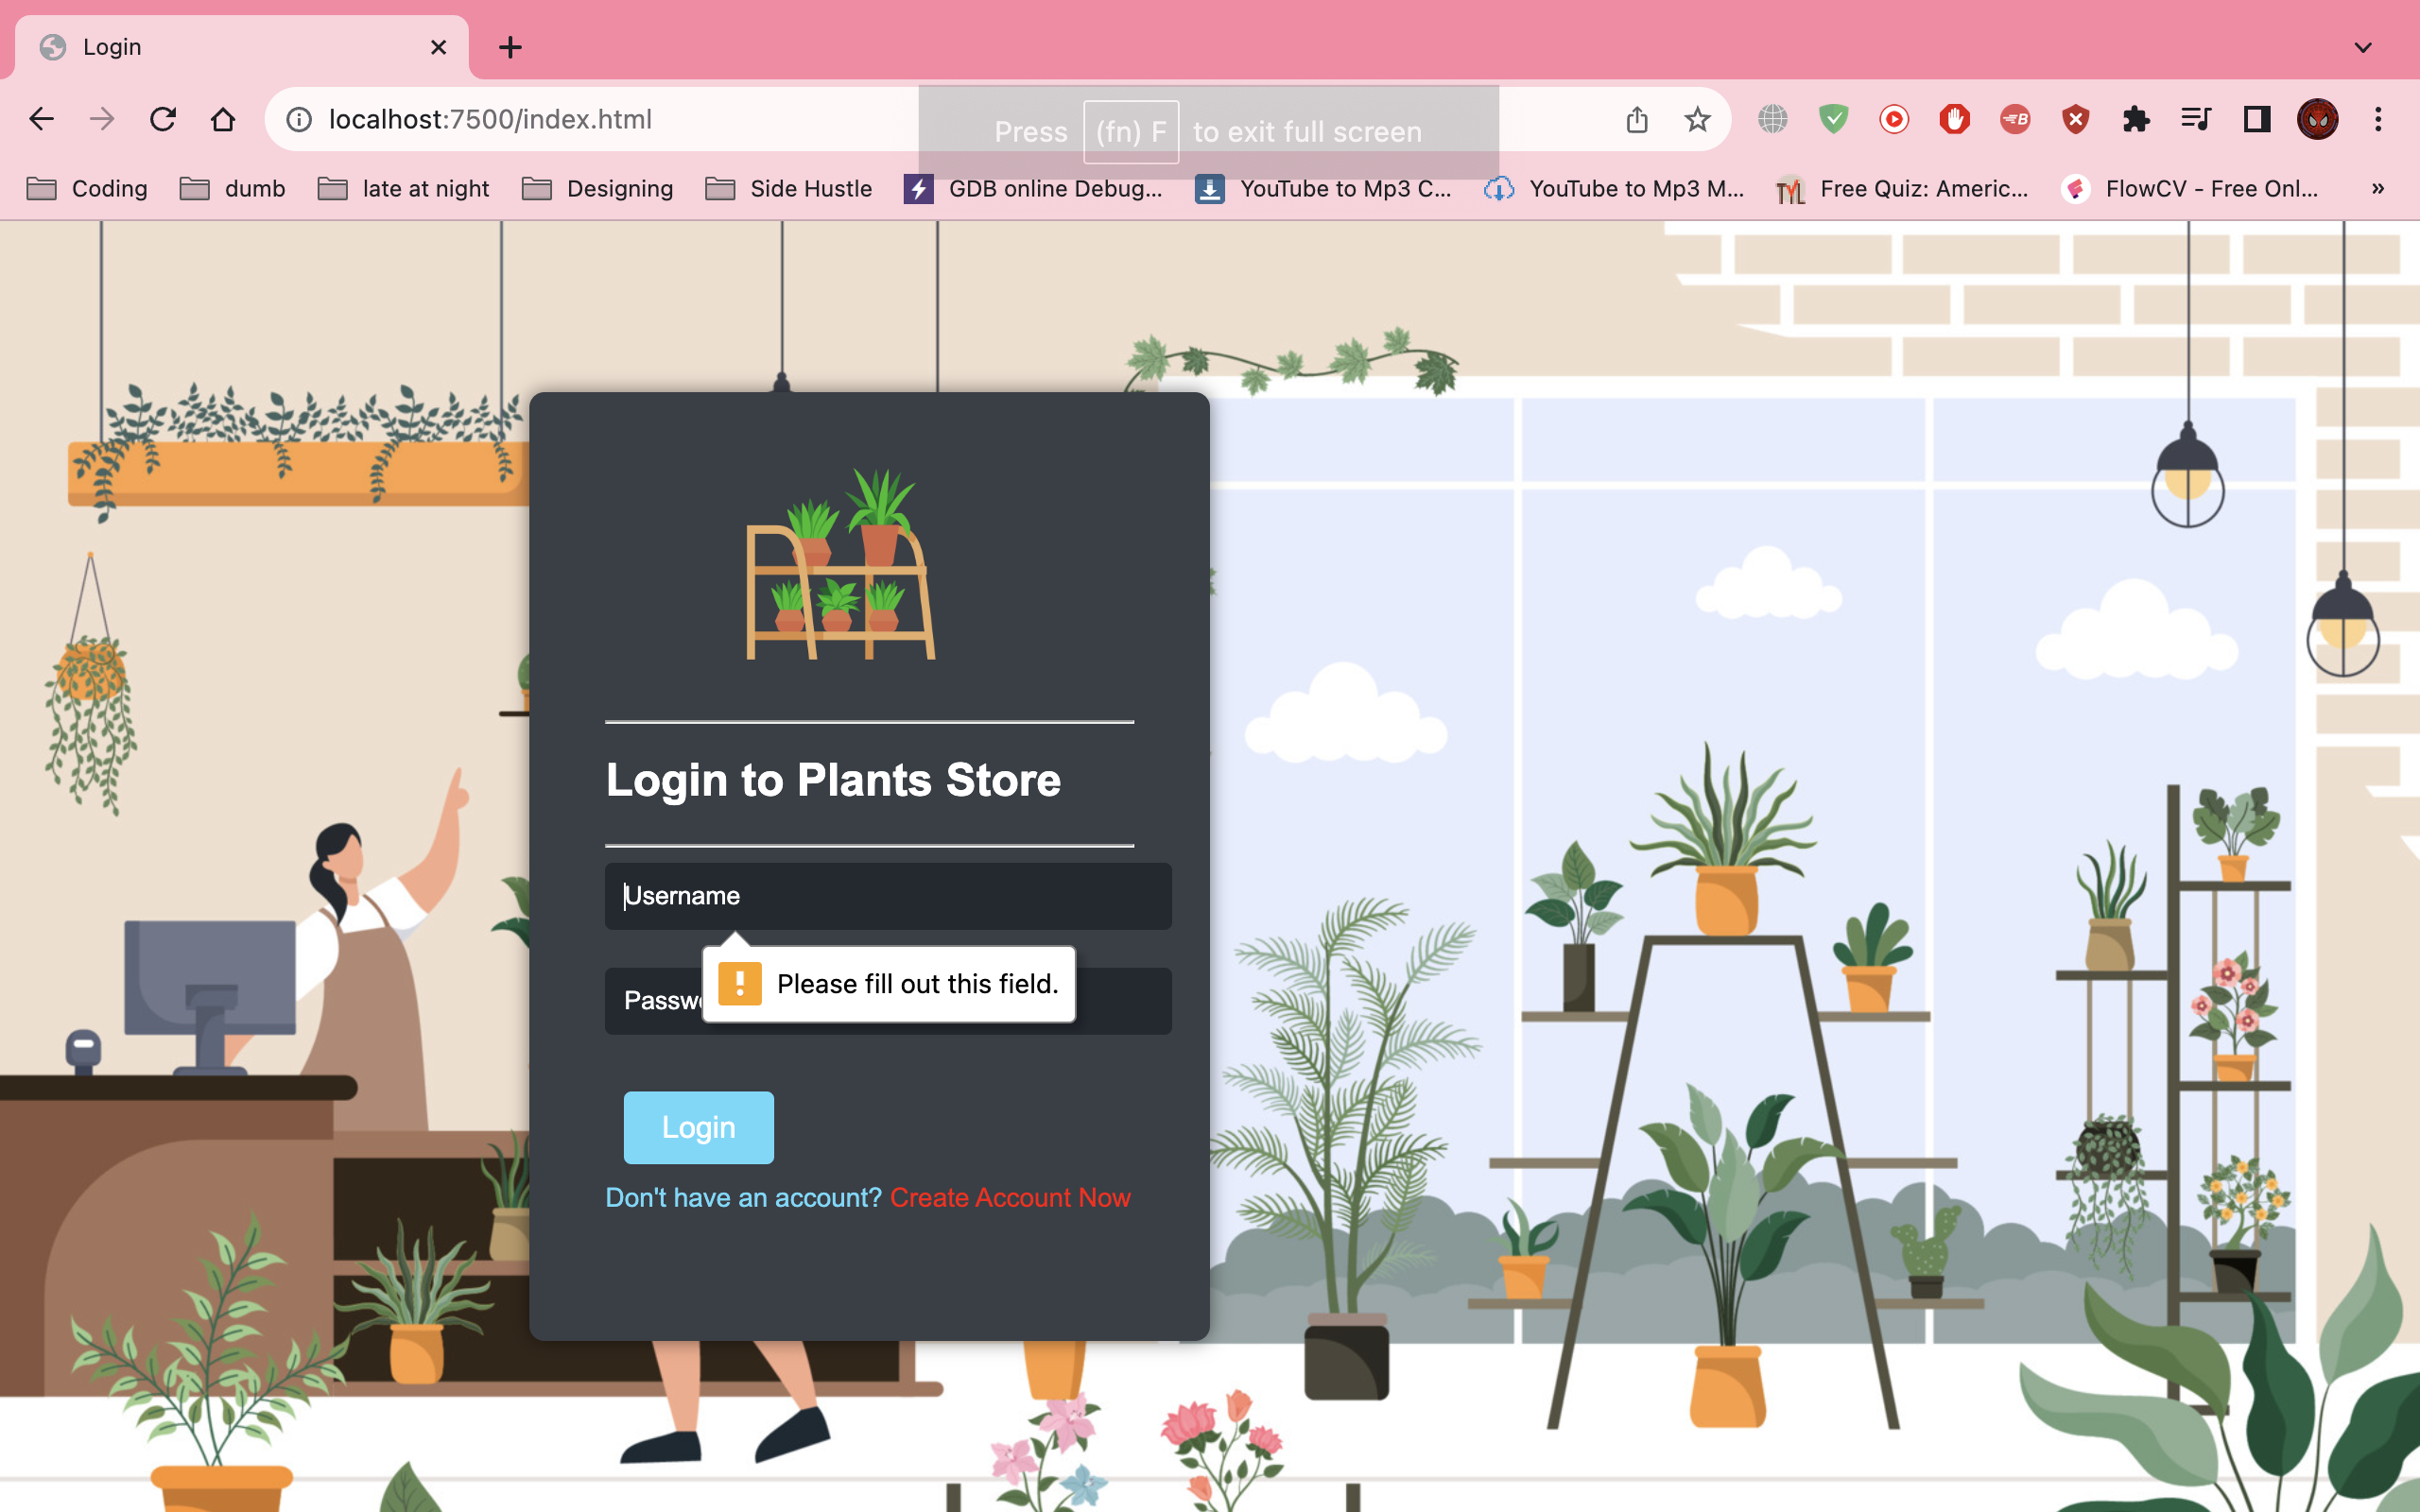 Login
localhost:7500/index.html
Press (fn) F to exit full screen
Coding dumb late at night Designing Side Hustle GDB online Debug... YouTube to Mp3 C... YouTube to Mp3 M... Free Quiz: Americ... FlowCV - Free Onl... »
Login to Plants Store
Username
Please fill out this field.
Passwo
Login
Don't have an account? Create Account Now